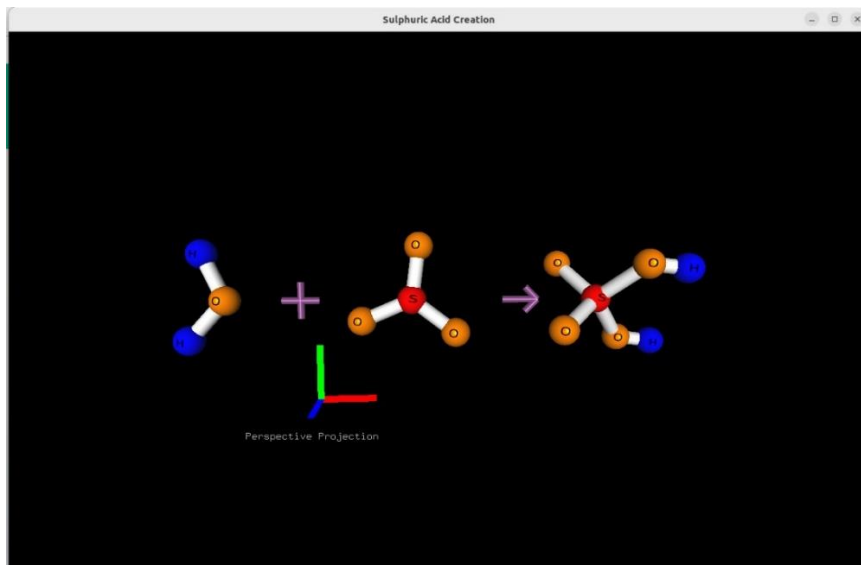 Sulphuric Acid Creation
H
O
H
+
O
S
O
O
→
O
S
O
O
H
O
H
Perspective Projection